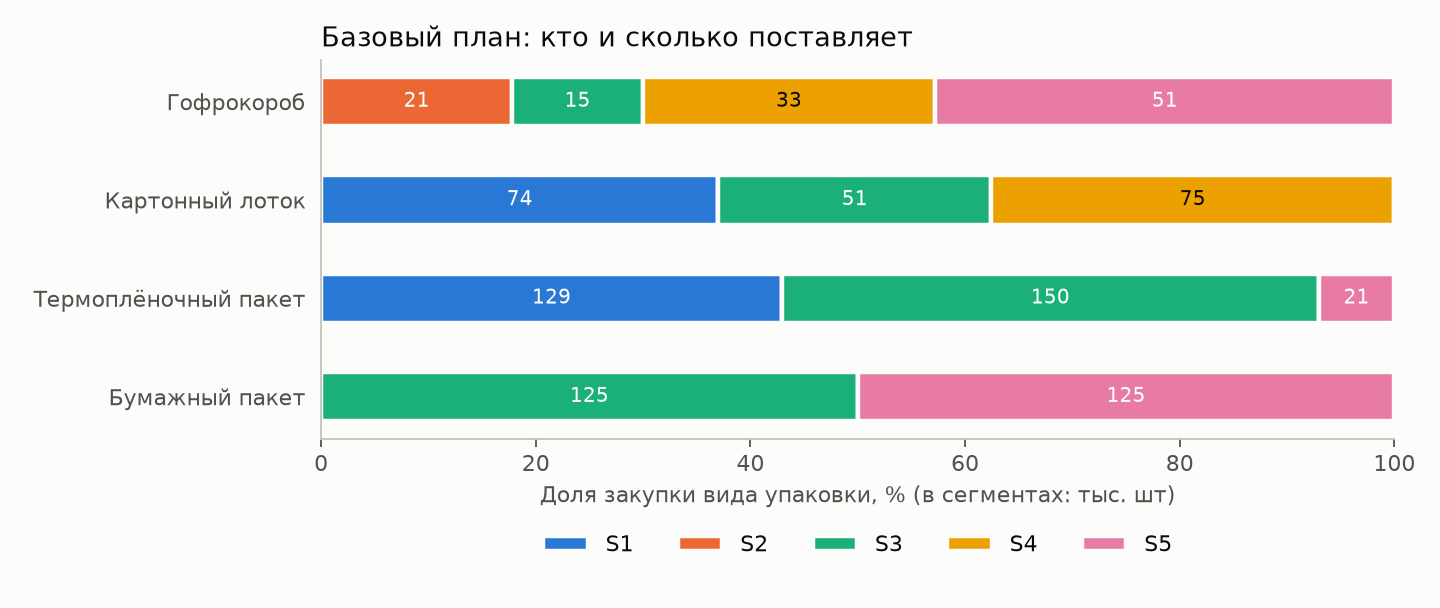 Базовый план: кто и сколько поставляет
Гофрокороб 21 15 33 51
Картонный лоток 74 51 75
Термоплёночный пакет 129 150 21
Бумажный пакет 125 125
0 20 40 60 80 100
Доля закупки вида упаковки, % (в сегментах: тыс. шт)
S1 S2 S3 S4 S5